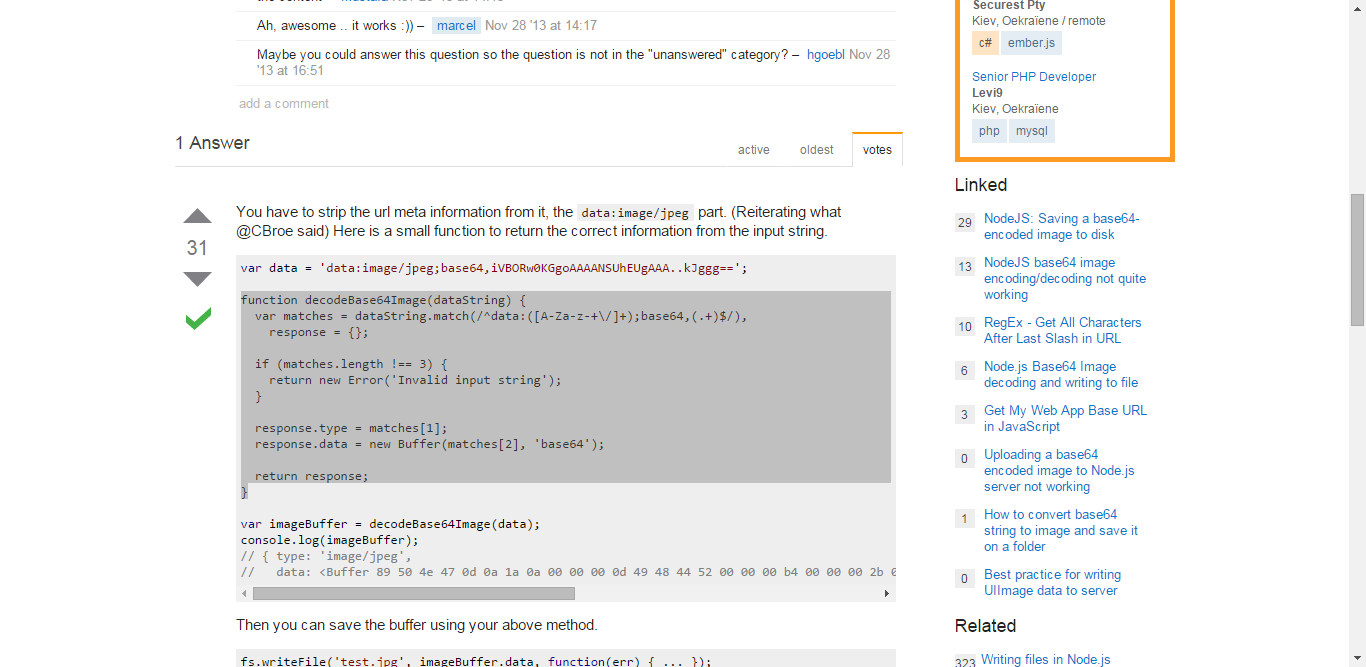 Ah, awesome .. it works :)) – marcel Nov 28 '13 at 14:17
Maybe you could answer this question so the question is not in the "unanswered" category? – hgoebl Nov 28
'13 at 16:51
add a comment
1 Answer
active oldest votes
31
You have to strip the url meta information from it, the data:image/jpeg part. (Reiterating what
@CBroe said) Here is a small function to return the correct information from the input string.
var data = 'data:image/jpeg;base64,iVBORw0KGgoAAAANSUhEUgAAA..kJggg==';
function decodeBase64Image(dataString) {
  var matches = dataString.match(/^data:([A-Za-z-+\/]+);base64,(.+)$/),
    response = {};
  if (matches.length !== 3) {
    return new Error('Invalid input string');
  }
  response.type = matches[1];
  response.data = new Buffer(matches[2], 'base64');
  return response;
}
var imageBuffer = decodeBase64Image(data);
console.log(imageBuffer);
// { type: 'image/jpeg',
//   data: <Buffer 89 50 4e 47 0d 0a 1a 0a 00 00 00 0d 49 48 44 52 00 00 00 b4 00 00 00 2b
Then you can save the buffer using your above method.
fs.writeFile('test.jpg', imageBuffer.data, function(err) { ... });
Securest Pty
Kiev, Oekraïene / remote
c# ember.js
Senior PHP Developer
Levi9
Kiev, Oekraïene
php mysql
Linked
29 NodeJS: Saving a base64-
encoded image to disk
13 NodeJS base64 image
encoding/decoding not quite
working
10 RegEx - Get All Characters
After Last Slash in URL
6 Node.js Base64 Image
decoding and writing to file
3 Get My Web App Base URL
in JavaScript
0 Uploading a base64
encoded image to Node.js
server not working
1 How to convert base64
string to image and save it
on a folder
0 Best practice for writing
UIImage data to server
Related
323 Writing files in Node.js